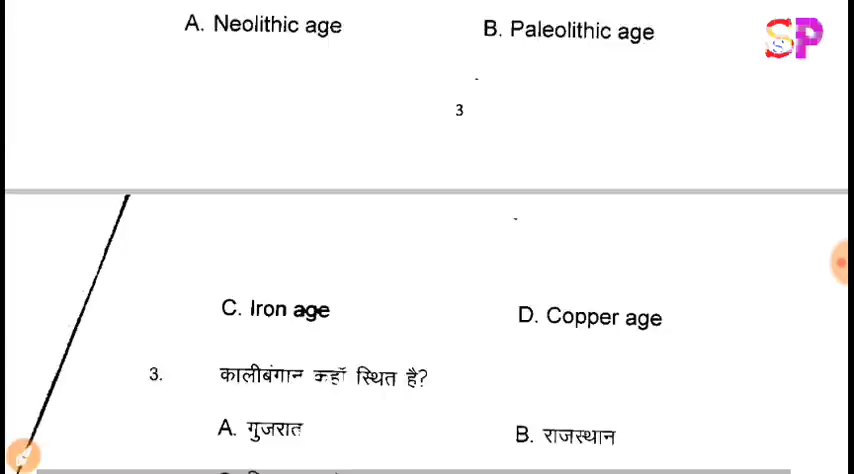 A. Neolithic age B. Paleolithic age
SP
3
C. Iron age D. Copper age
3. कालीबंगान कहाँ स्थित है?
A. गुजरात B. राजस्थान